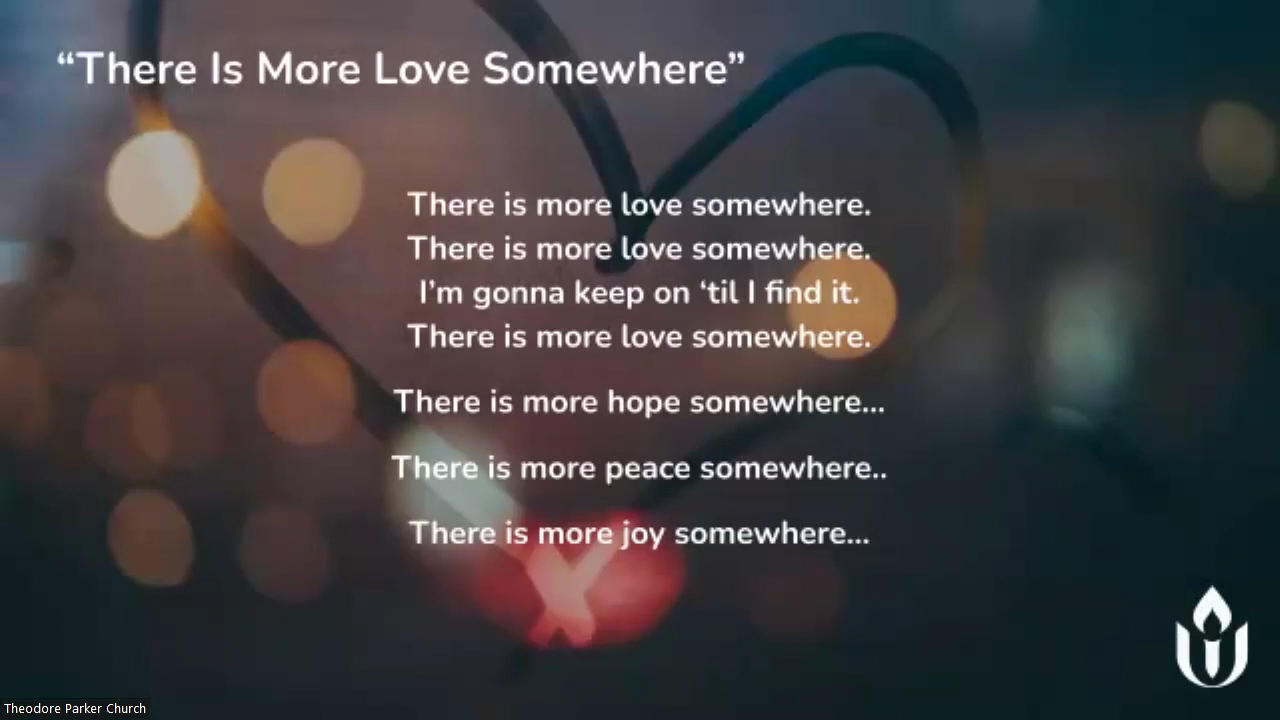 “There Is More Love Somewhere”
There is more love somewhere.
There is more love somewhere.
I’m gonna keep on ‘til I find it.
There is more love somewhere.
There is more hope somewhere...
There is more peace somewhere..
There is more joy somewhere...
Theodore Parker Church